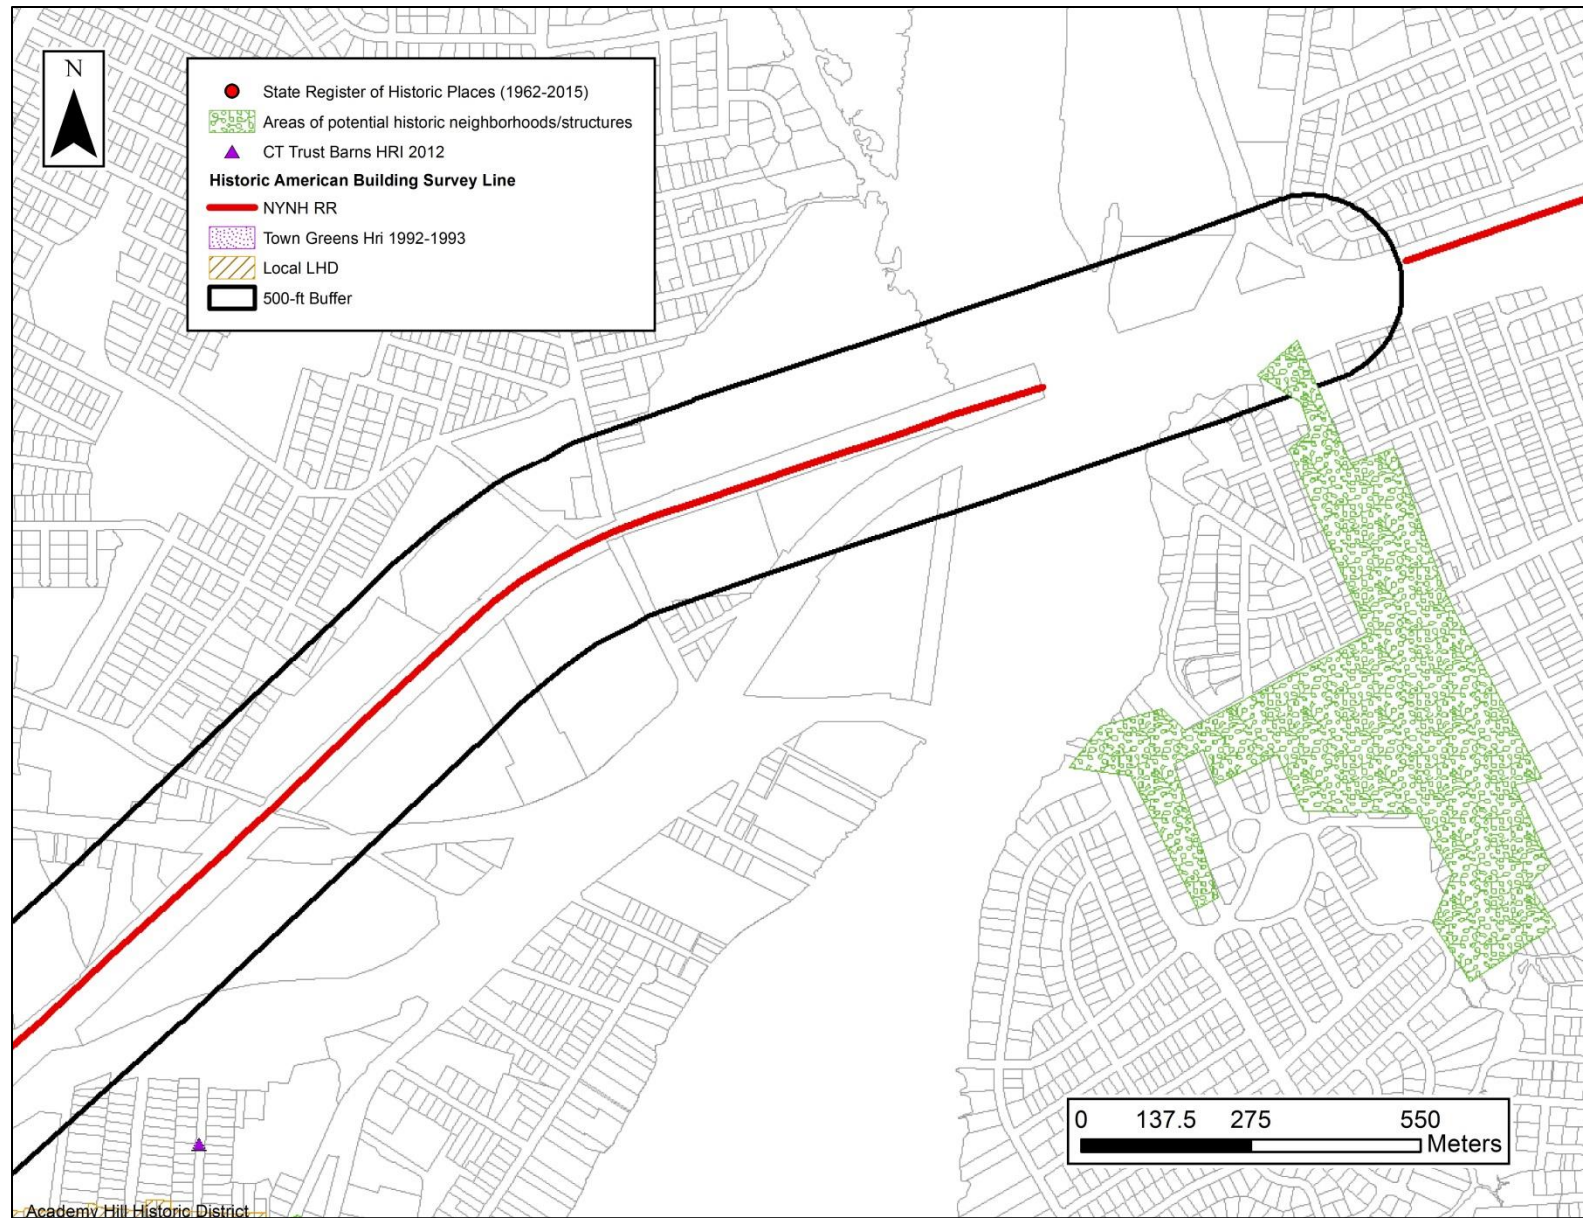 N
State Register of Historic Places (1962-2015)
Areas of potential historic neighborhoods/structures
CT Trust Barns HRI 2012
Historic American Building Survey Line
NYNH RR
Town Greens Hri 1992-1993
Local LHD
500-ft Buffer
0 137.5 275 550
Meters
Academy Hill Historic District